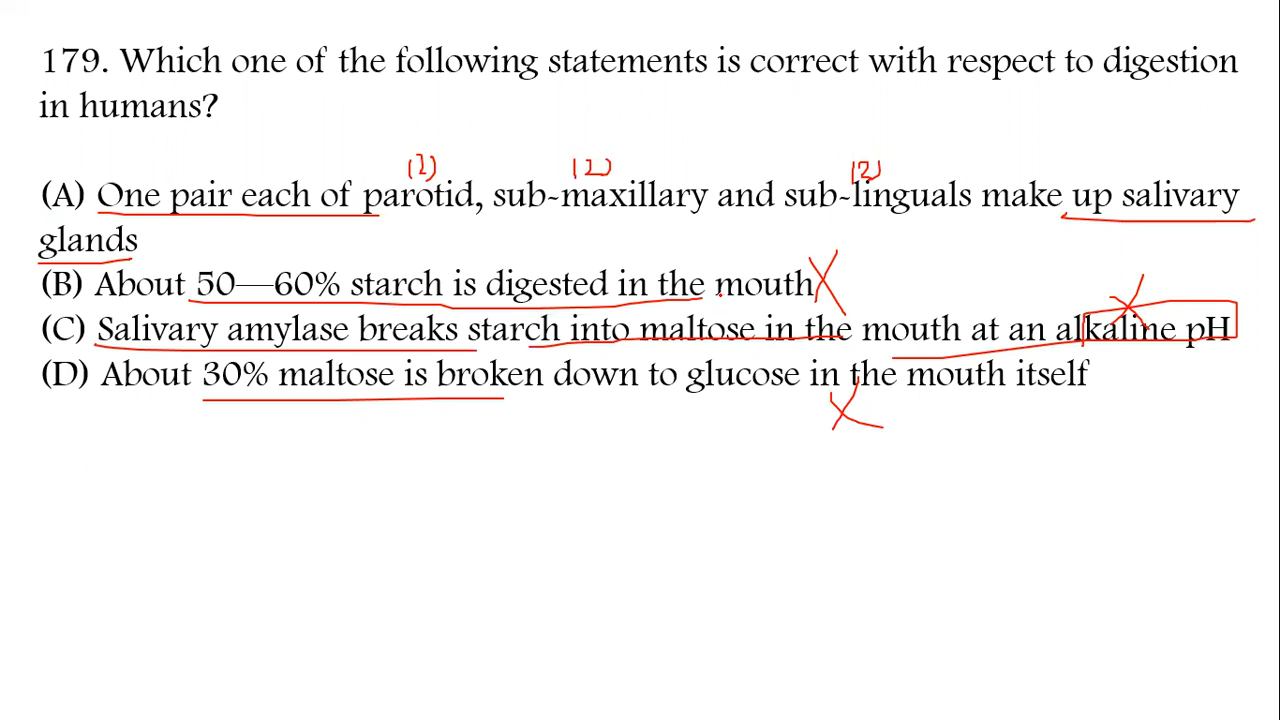 179. Which one of the following statements is correct with respect to digestion
in humans?
(2) (2) (2)
(A) One pair each of parotid, sub-maxillary and sub-linguals make up salivary
glands
(B) About 50—60% starch is digested in the mouth
(C) Salivary amylase breaks starch into maltose in the mouth at an alkaline pH
(D) About 30% maltose is broken down to glucose in the mouth itself